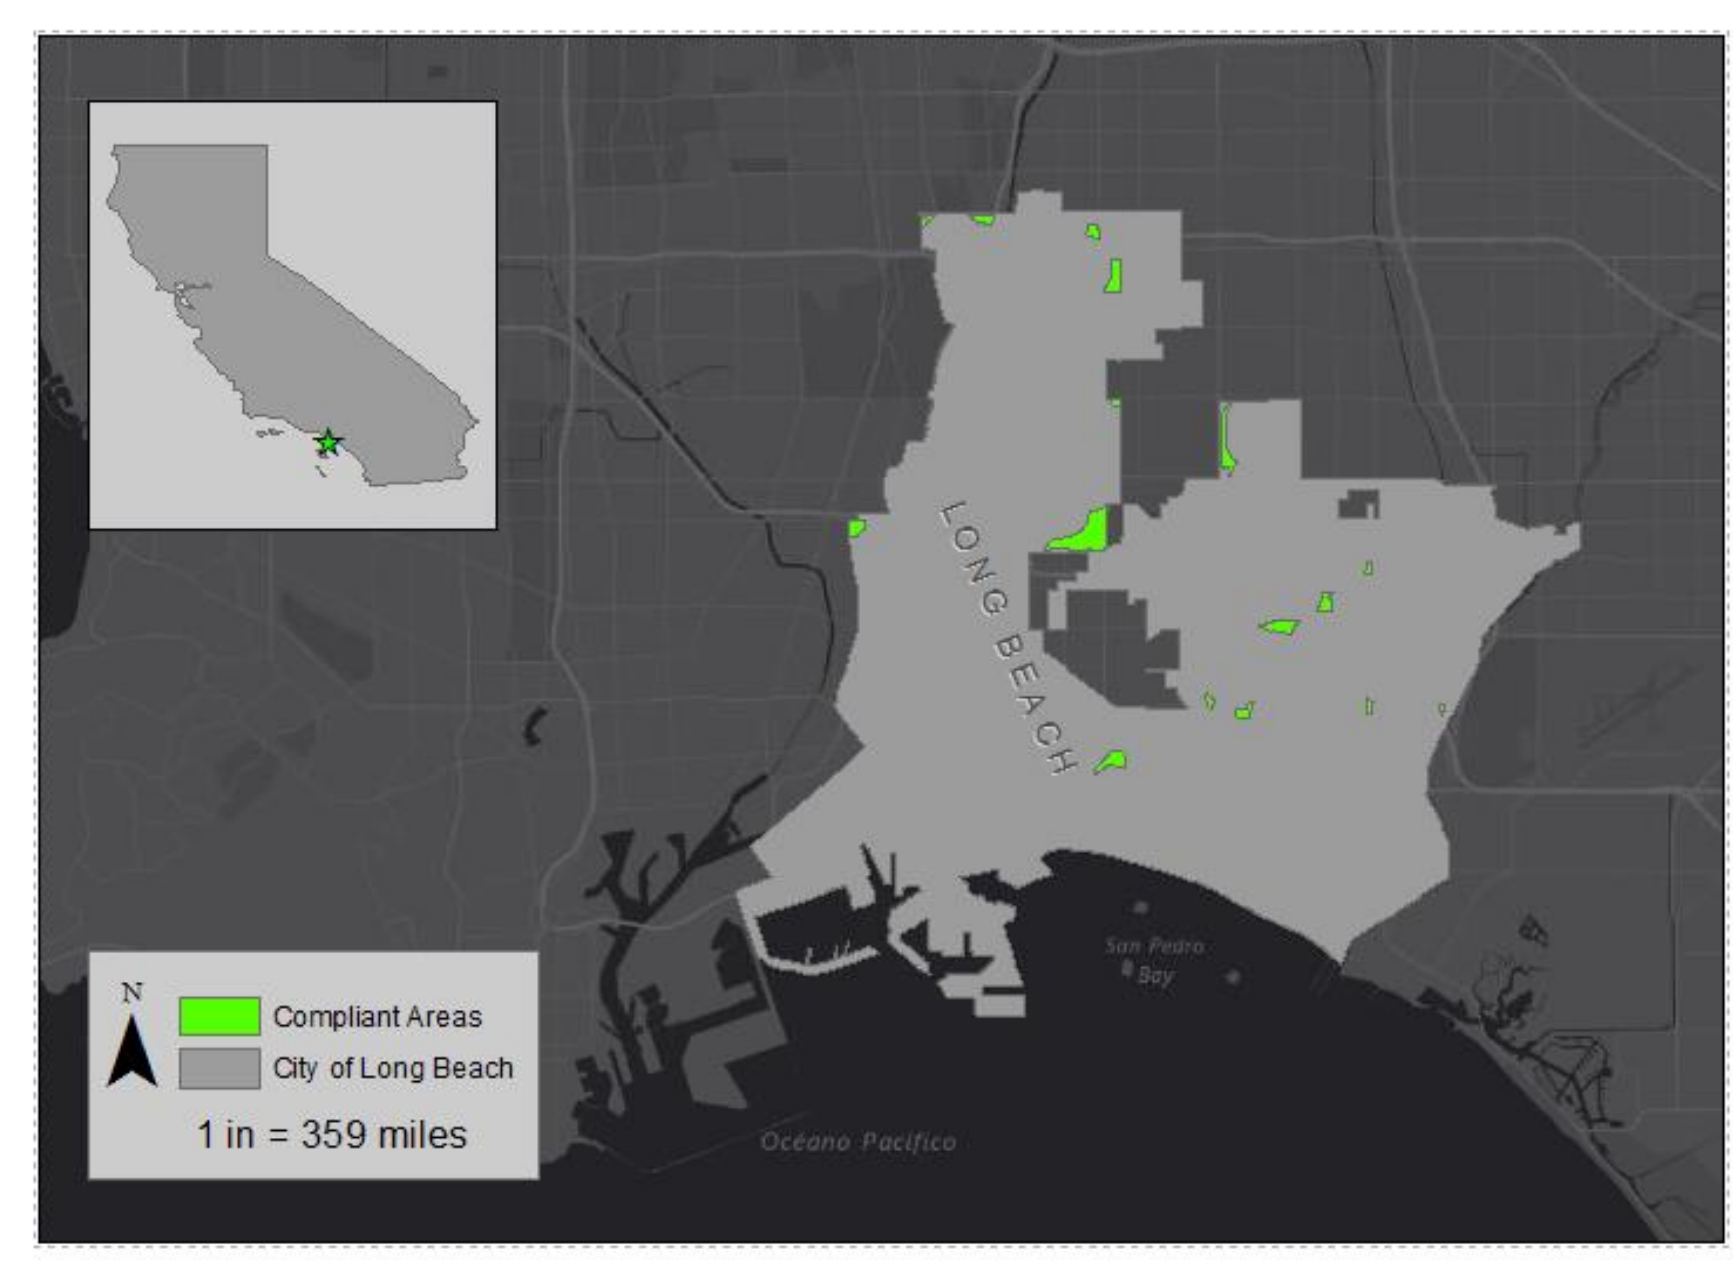 LONG BEACH
San Pedro
Bay
N
Compliant Areas
City of Long Beach
1 in = 359 miles
Océano Pacífico